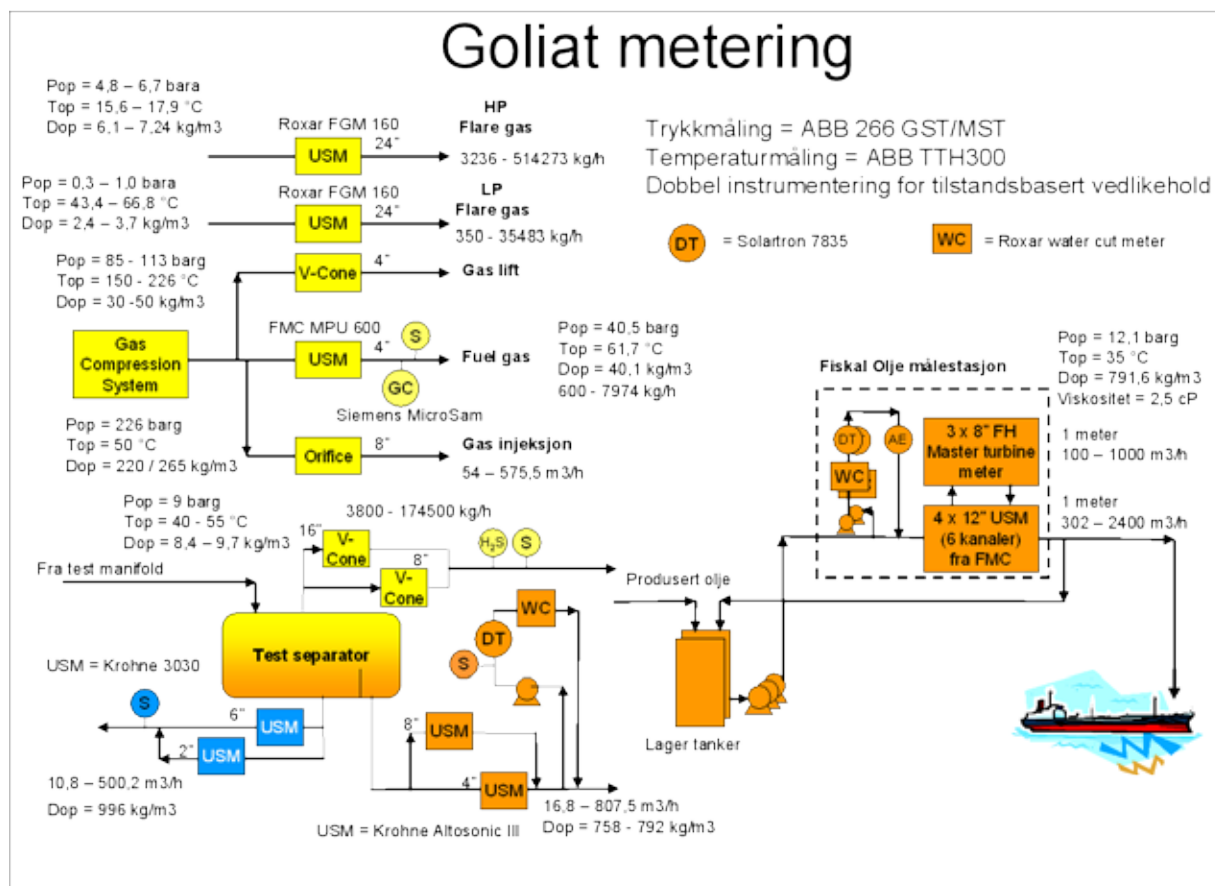 Goliat metering
Pop = 4,8 – 6,7 bara
Top = 15,6 – 17,9 °C
Dop = 6,1 – 7,24 kg/m3
Roxar FGM 160
USM
24"
HP
Flare gas
3236 - 514273 kg/h
Trykkmåling = ABB 266 GST/MST
Temperaturmåling = ABB TTH300
Dobbel instrumentering for tilstandsbasert vedlikehold
DT
= Solartron 7835
WC
= Roxar water cut meter
Pop = 0,3 – 1,0 bara
Top = 43,4 – 66,8 °C
Dop = 2,4 – 3,7 kg/m3
Roxar FGM 160
USM
24"
LP
Flare gas
350 - 35483 kg/h
Pop = 85 - 113 barg
Top = 150 - 226 °C
Dop = 30 -50 kg/m3
V-Cone
4"
Gas lift
Gas
Compression
System
FMC MPU 600
USM
4"
S
GC
Siemens MicroSam
Fuel gas
Pop = 40,5 barg
Top = 61,7 °C
Dop = 40,1 kg/m3
600 - 7974 kg/h
Pop = 226 barg
Top = 50 °C
Dop = 220 / 265 kg/m3
Orifice
8"
Gas injeksjon
54 – 575,5 m3/h
Fiskal Olje målestasjon
Pop = 12,1 barg
Top = 35 °C
Dop = 791,6 kg/m3
Viskositet = 2,5 cP
DT
AE
WC
3 x 8" FH
Master turbine
meter
1 meter
100 – 1000 m3/h
4 x 12" USM
(6 kanaler)
fra FMC
1 meter
302 – 2400 m3/h
Pop = 9 barg
Top = 40 - 55 °C
Dop = 8,4 – 9,7 kg/m3
3800 - 174500 kg/h
16"
V-
Cone
8"
V-
Cone
H2S
S
Fra test manifold
Test separator
Produsert olje
Lager tanker
WC
DT
S
USM = Krohne 3030
S
6"
USM
2"
USM
10,8 – 500,2 m3/h
Dop = 996 kg/m3
8"
USM
4"
USM
16,8 – 807,5 m3/h
Dop = 758 - 792 kg/m3
USM = Krohne Altosonic III